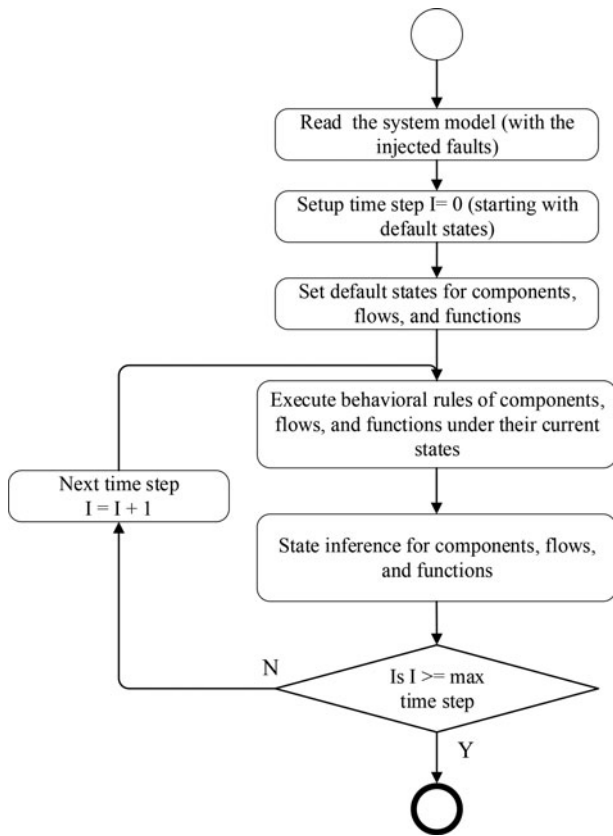 Read the system model (with the
injected faults)
Setup time step I= 0 (starting with
default states)
Set default states for components,
flows, and functions
Execute behavioral rules of components,
flows, and functions under their current
states
Next time step
I = I + 1
State inference for components, flows,
and functions
N
Is I >= max
time step
Y